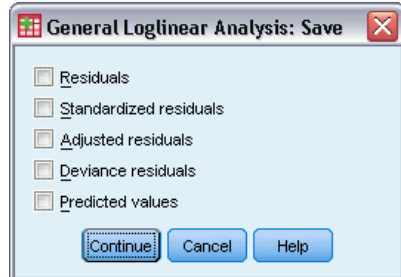 General Loglinear Analysis: Save
Residuals
Standardized residuals
Adjusted residuals
Deviance residuals
Predicted values
Continue Cancel Help